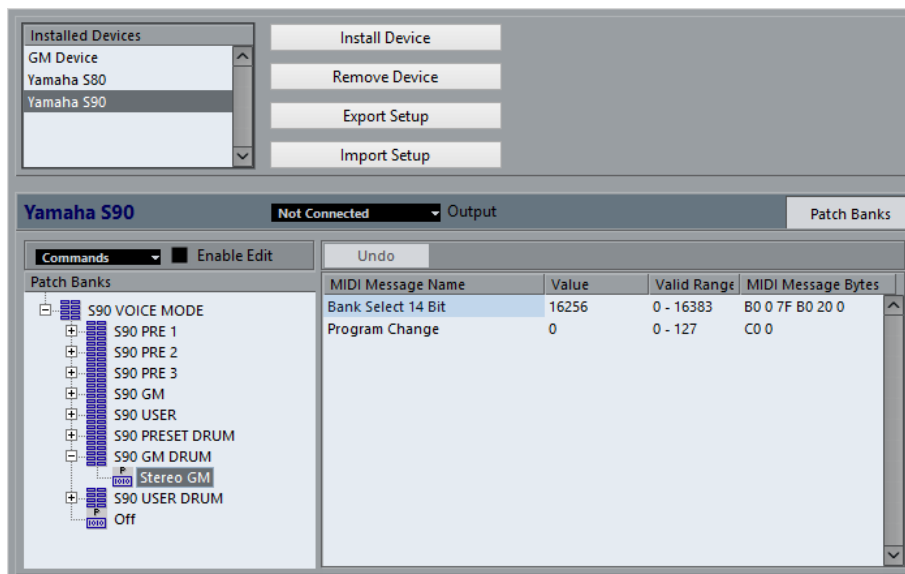 Installed Devices
GM Device
Yamaha S80
Yamaha S90
Install Device
Remove Device
Export Setup
Import Setup
Yamaha S90
Not Connected
Output
Patch Banks
Commands
Enable Edit
Undo
Patch Banks
S90 VOICE MODE
S90 PRE 1
S90 PRE 2
S90 PRE 3
S90 GM
S90 USER
S90 PRESET DRUM
S90 GM DRUM
P
1010
Stereo GM
S90 USER DRUM
P
1010
Off
MIDI Message Name Value Valid Range MIDI Message Bytes
Bank Select 14 Bit 16256 0 - 16383 B0 0 7F B0 20 0
Program Change 0 0 - 127 C0 0